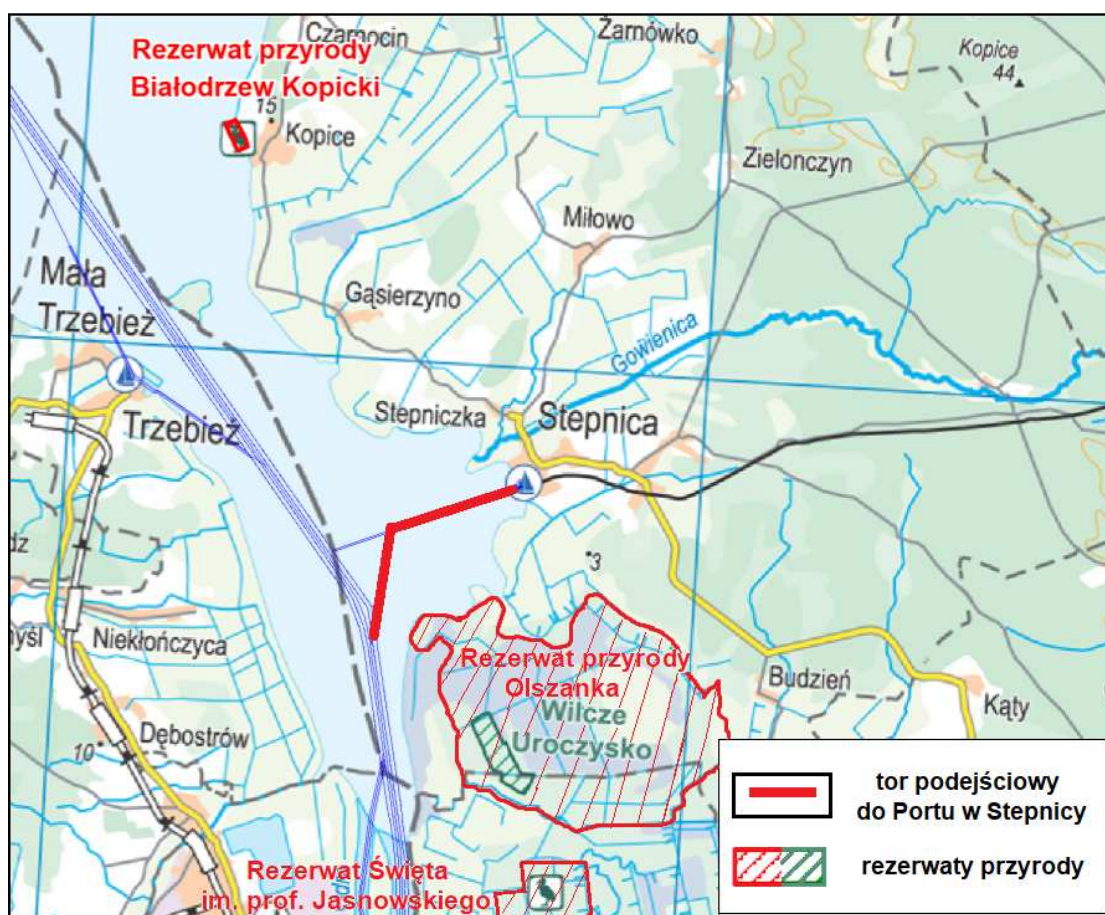 Czarnocin
Żarnówko
Rezerwat przyrody
Białodrzew Kopicki
Kopice
44
15
Kopice
Zielonczyn
Miłowo
Mała
Trzebież
Gąsierzyno
Gowienica
Stepniczka
Stepnica
Trzebież
3
Niekłończyca
Rezerwat przyrody
Olszanka
Wilcze
Uroczysko
Budzień
Kąty
Dębostrów
10
tor podejściowy
do Portu w Stepnicy
rezerwaty przyrody
Rezerwat Święta
im. prof. Jasnowskiego